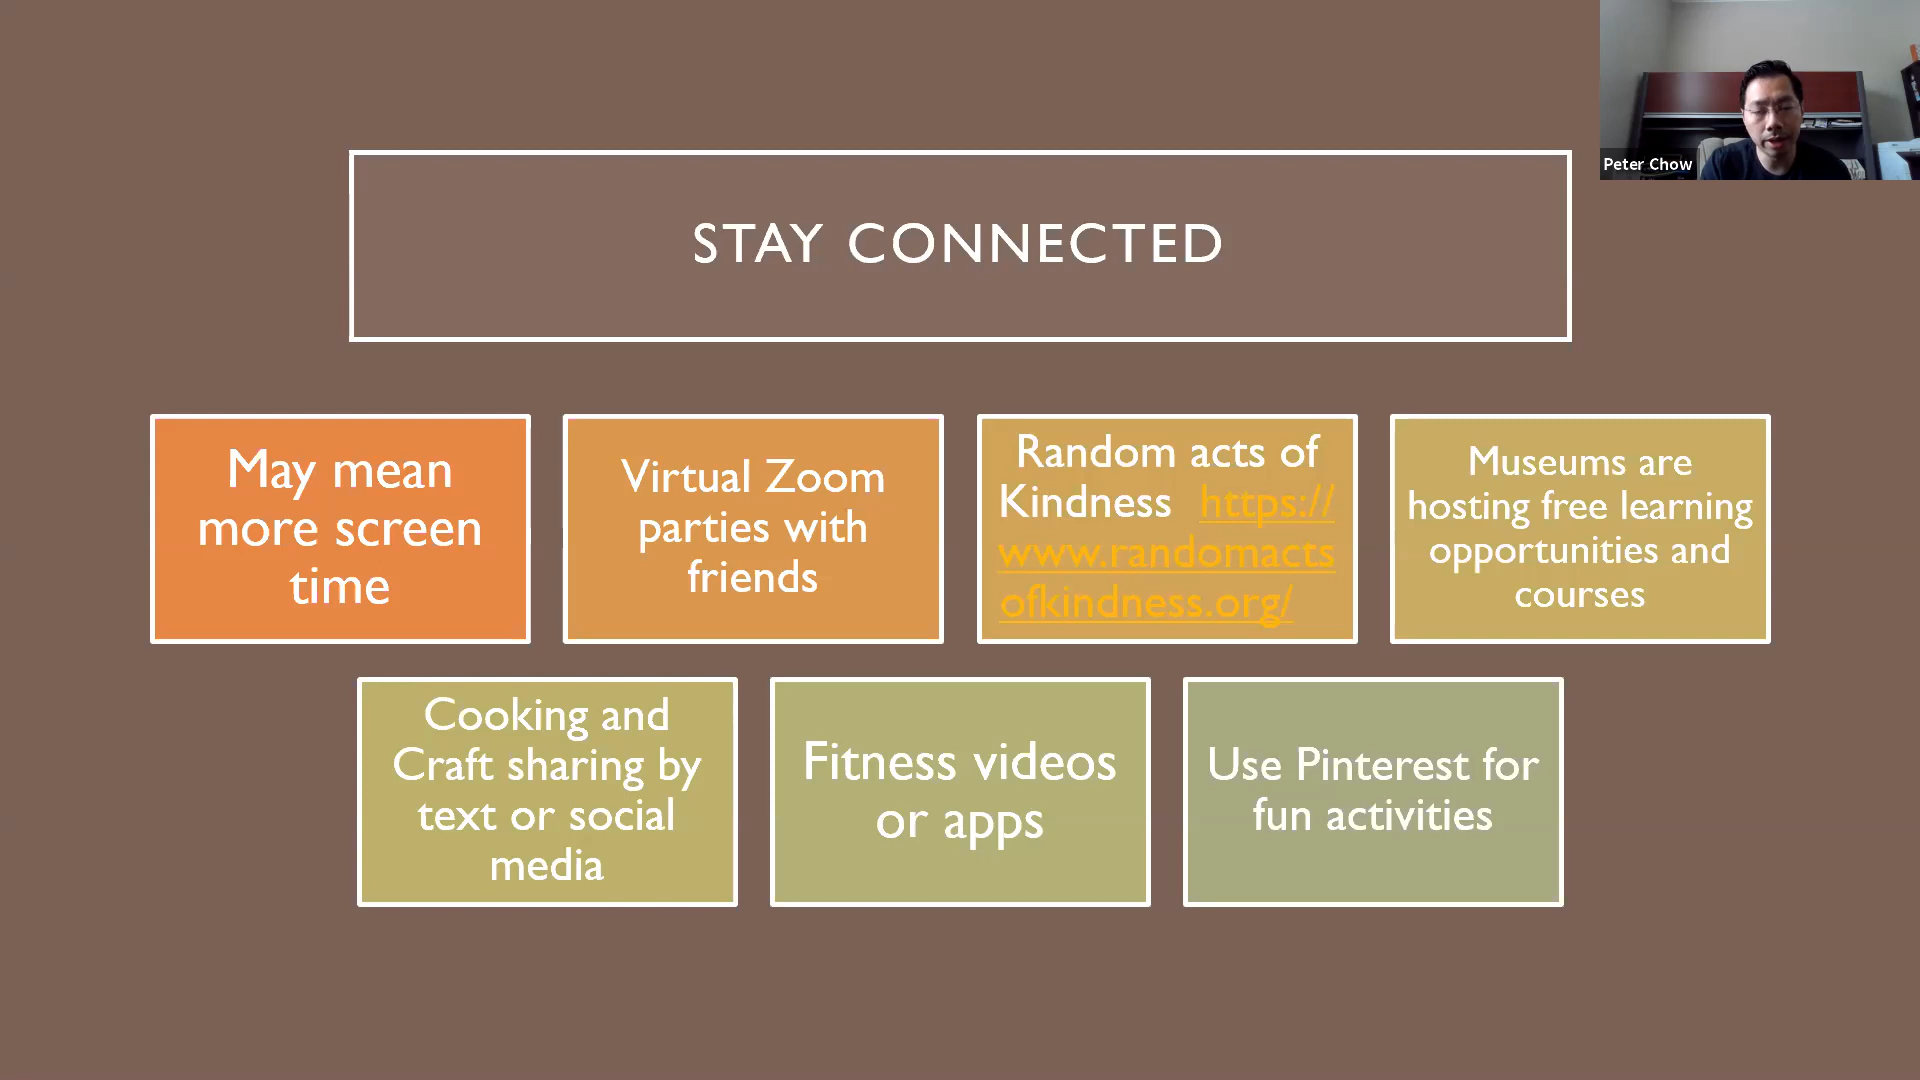 Peter Chow
STAY CONNECTED
May mean
more screen
time
Virtual Zoom
parties with
friends
Random acts of
Kindness https://
www.randomacts
ofkindness.org/
Museums are
hosting free learning
opportunities and
courses
Cooking and
Craft sharing by
text or social
media
Fitness videos
or apps
Use Pinterest for
fun activities